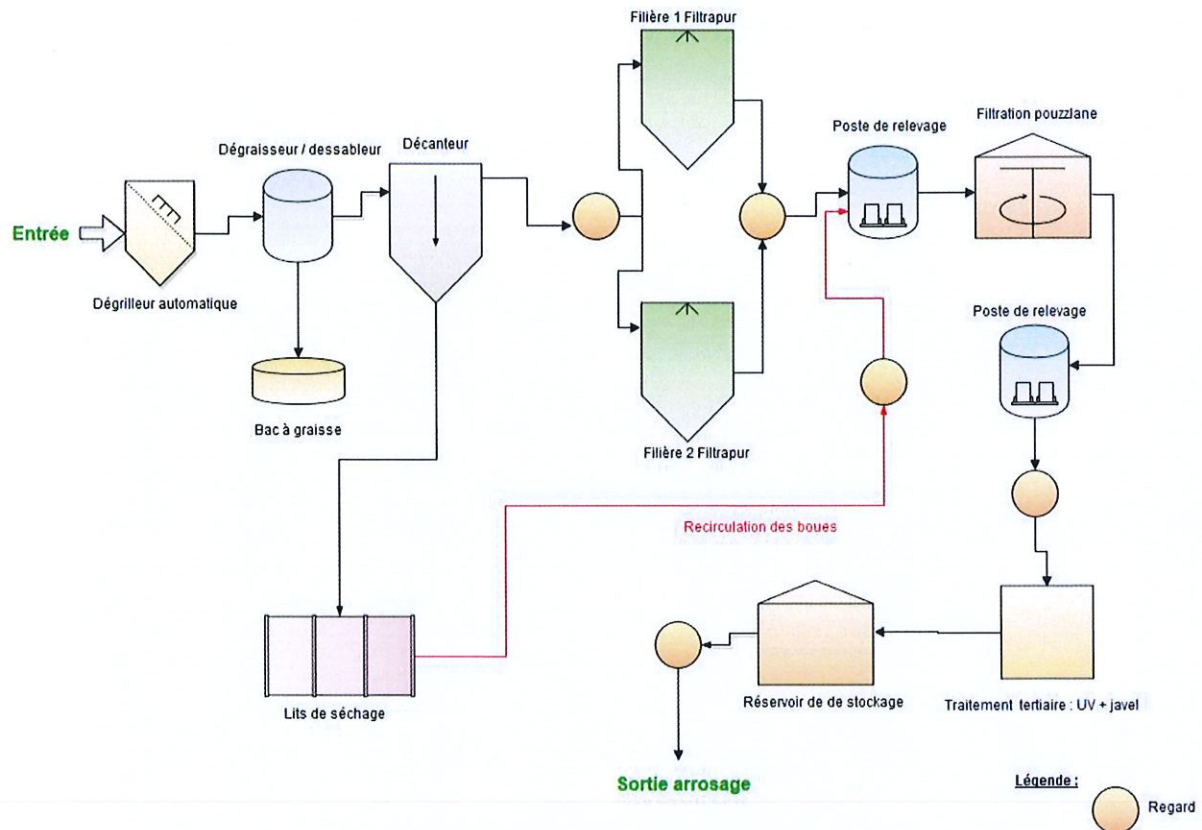 Filière 1 Filtrapur
Poste de relevage
Filtration pouzzlane
Dégraisseur / dessableur
Décanteur
Entrée
Dégrilleur automatique
Bac à graisse
Filière 2 Filtrapur
Poste de relevage
Recirculation des boues
Lits de séchage
Réservoir de de stockage
Traitement tertiaire : UV + javel
Sortie arrosage
Légende :
Regard